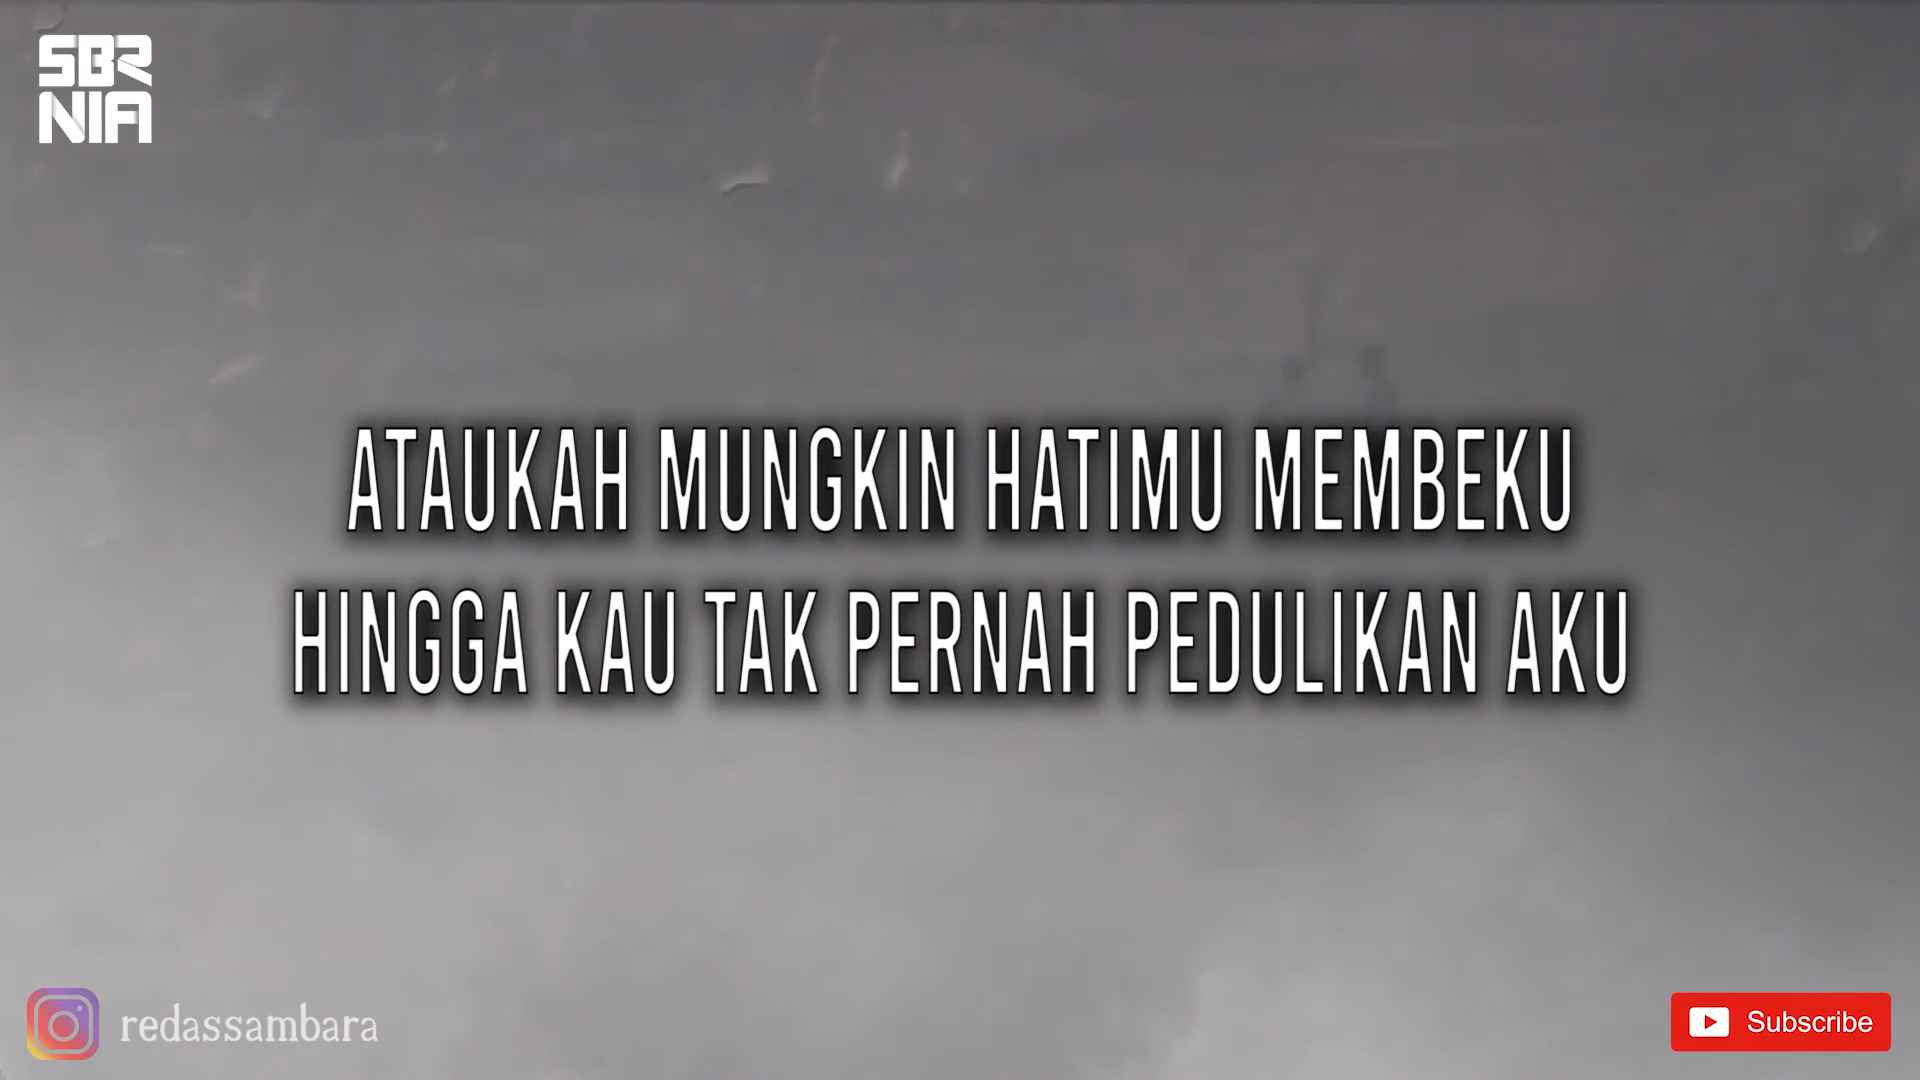 SBR
NIA
ATAUKAH MUNGKIN HATIMU MEMBEKU
HINGGA KAU TAK PERNAH PEDULIKAN AKU
redassambara
Subscribe